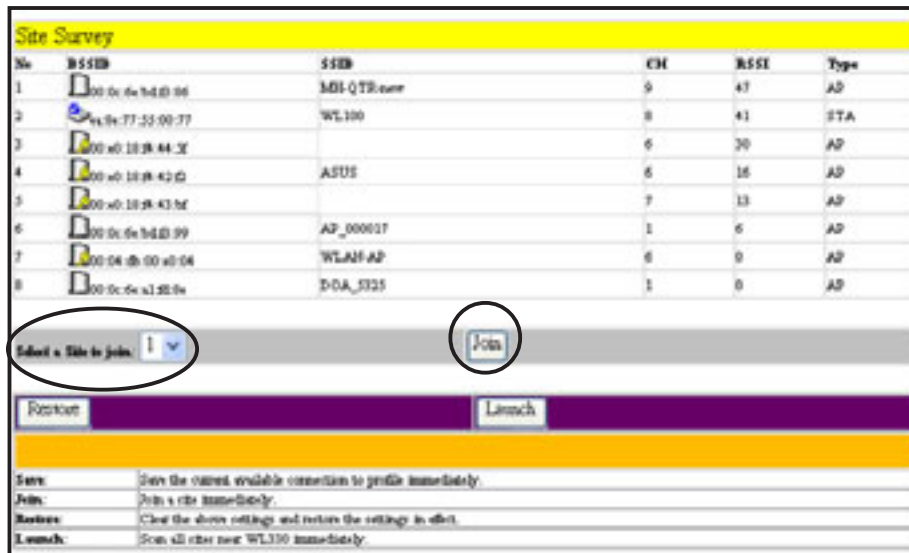 Site Survey
No BSSID SSID CH RSSI Type
1 MH-QTR-new 9 47 AP
2 WL100 8 41 STA
3 6 30 AP
4 ASUS 6 16 AP
5 7 13 AP
6 AP_000017 1 6 AP
7 WLAN-AP 6 0 AP
8 DOA_5325 1 0 AP
Select a Site to join: 1 Join
Restore Launch
Save: Save the current available connection to profile immediately.
Join: Join a site immediately.
Restore: Clear the above settings and restore the settings in effect.
Launch: Scan all sites near WL330 immediately.